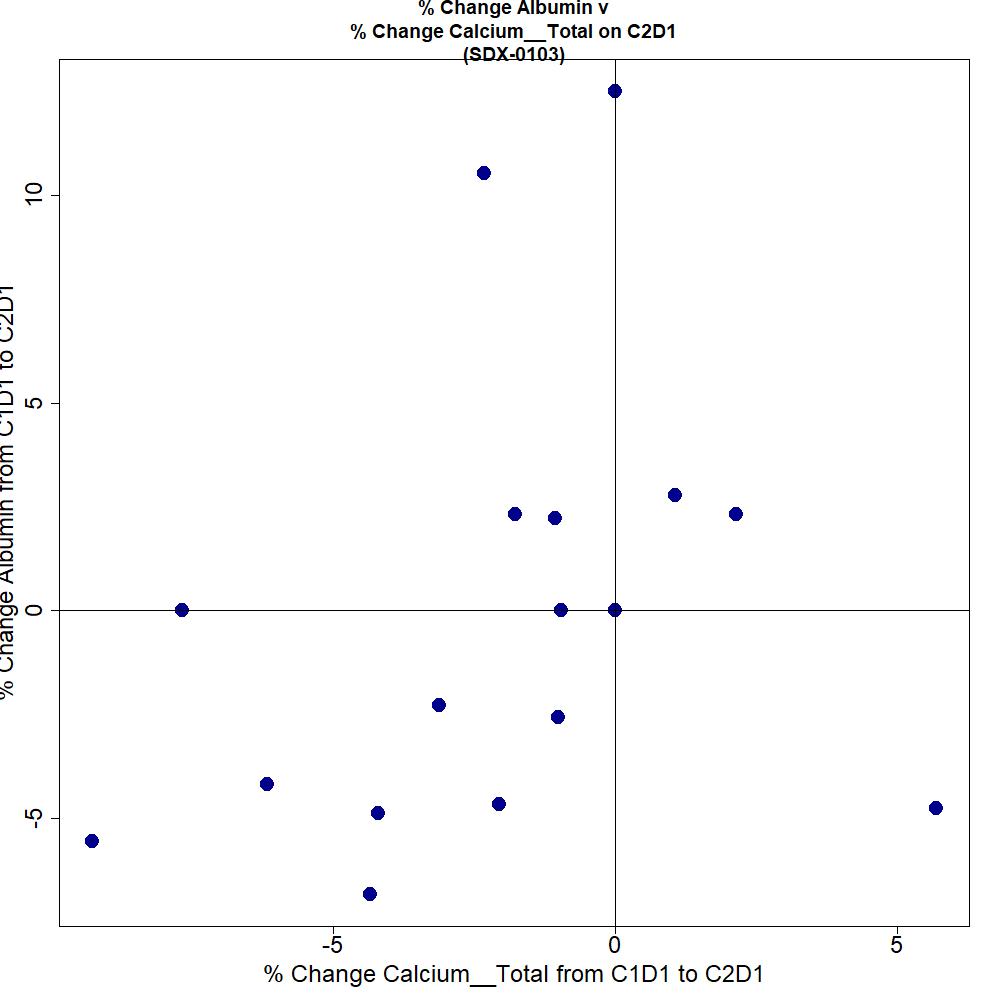 % Change Albumin v
% Change Calcium__Total on C2D1
(SDX-0103)
% Change Albumin from C1D1 to C2D1
10
5
0
-5
-5 0 5
% Change Calcium__Total from C1D1 to C2D1